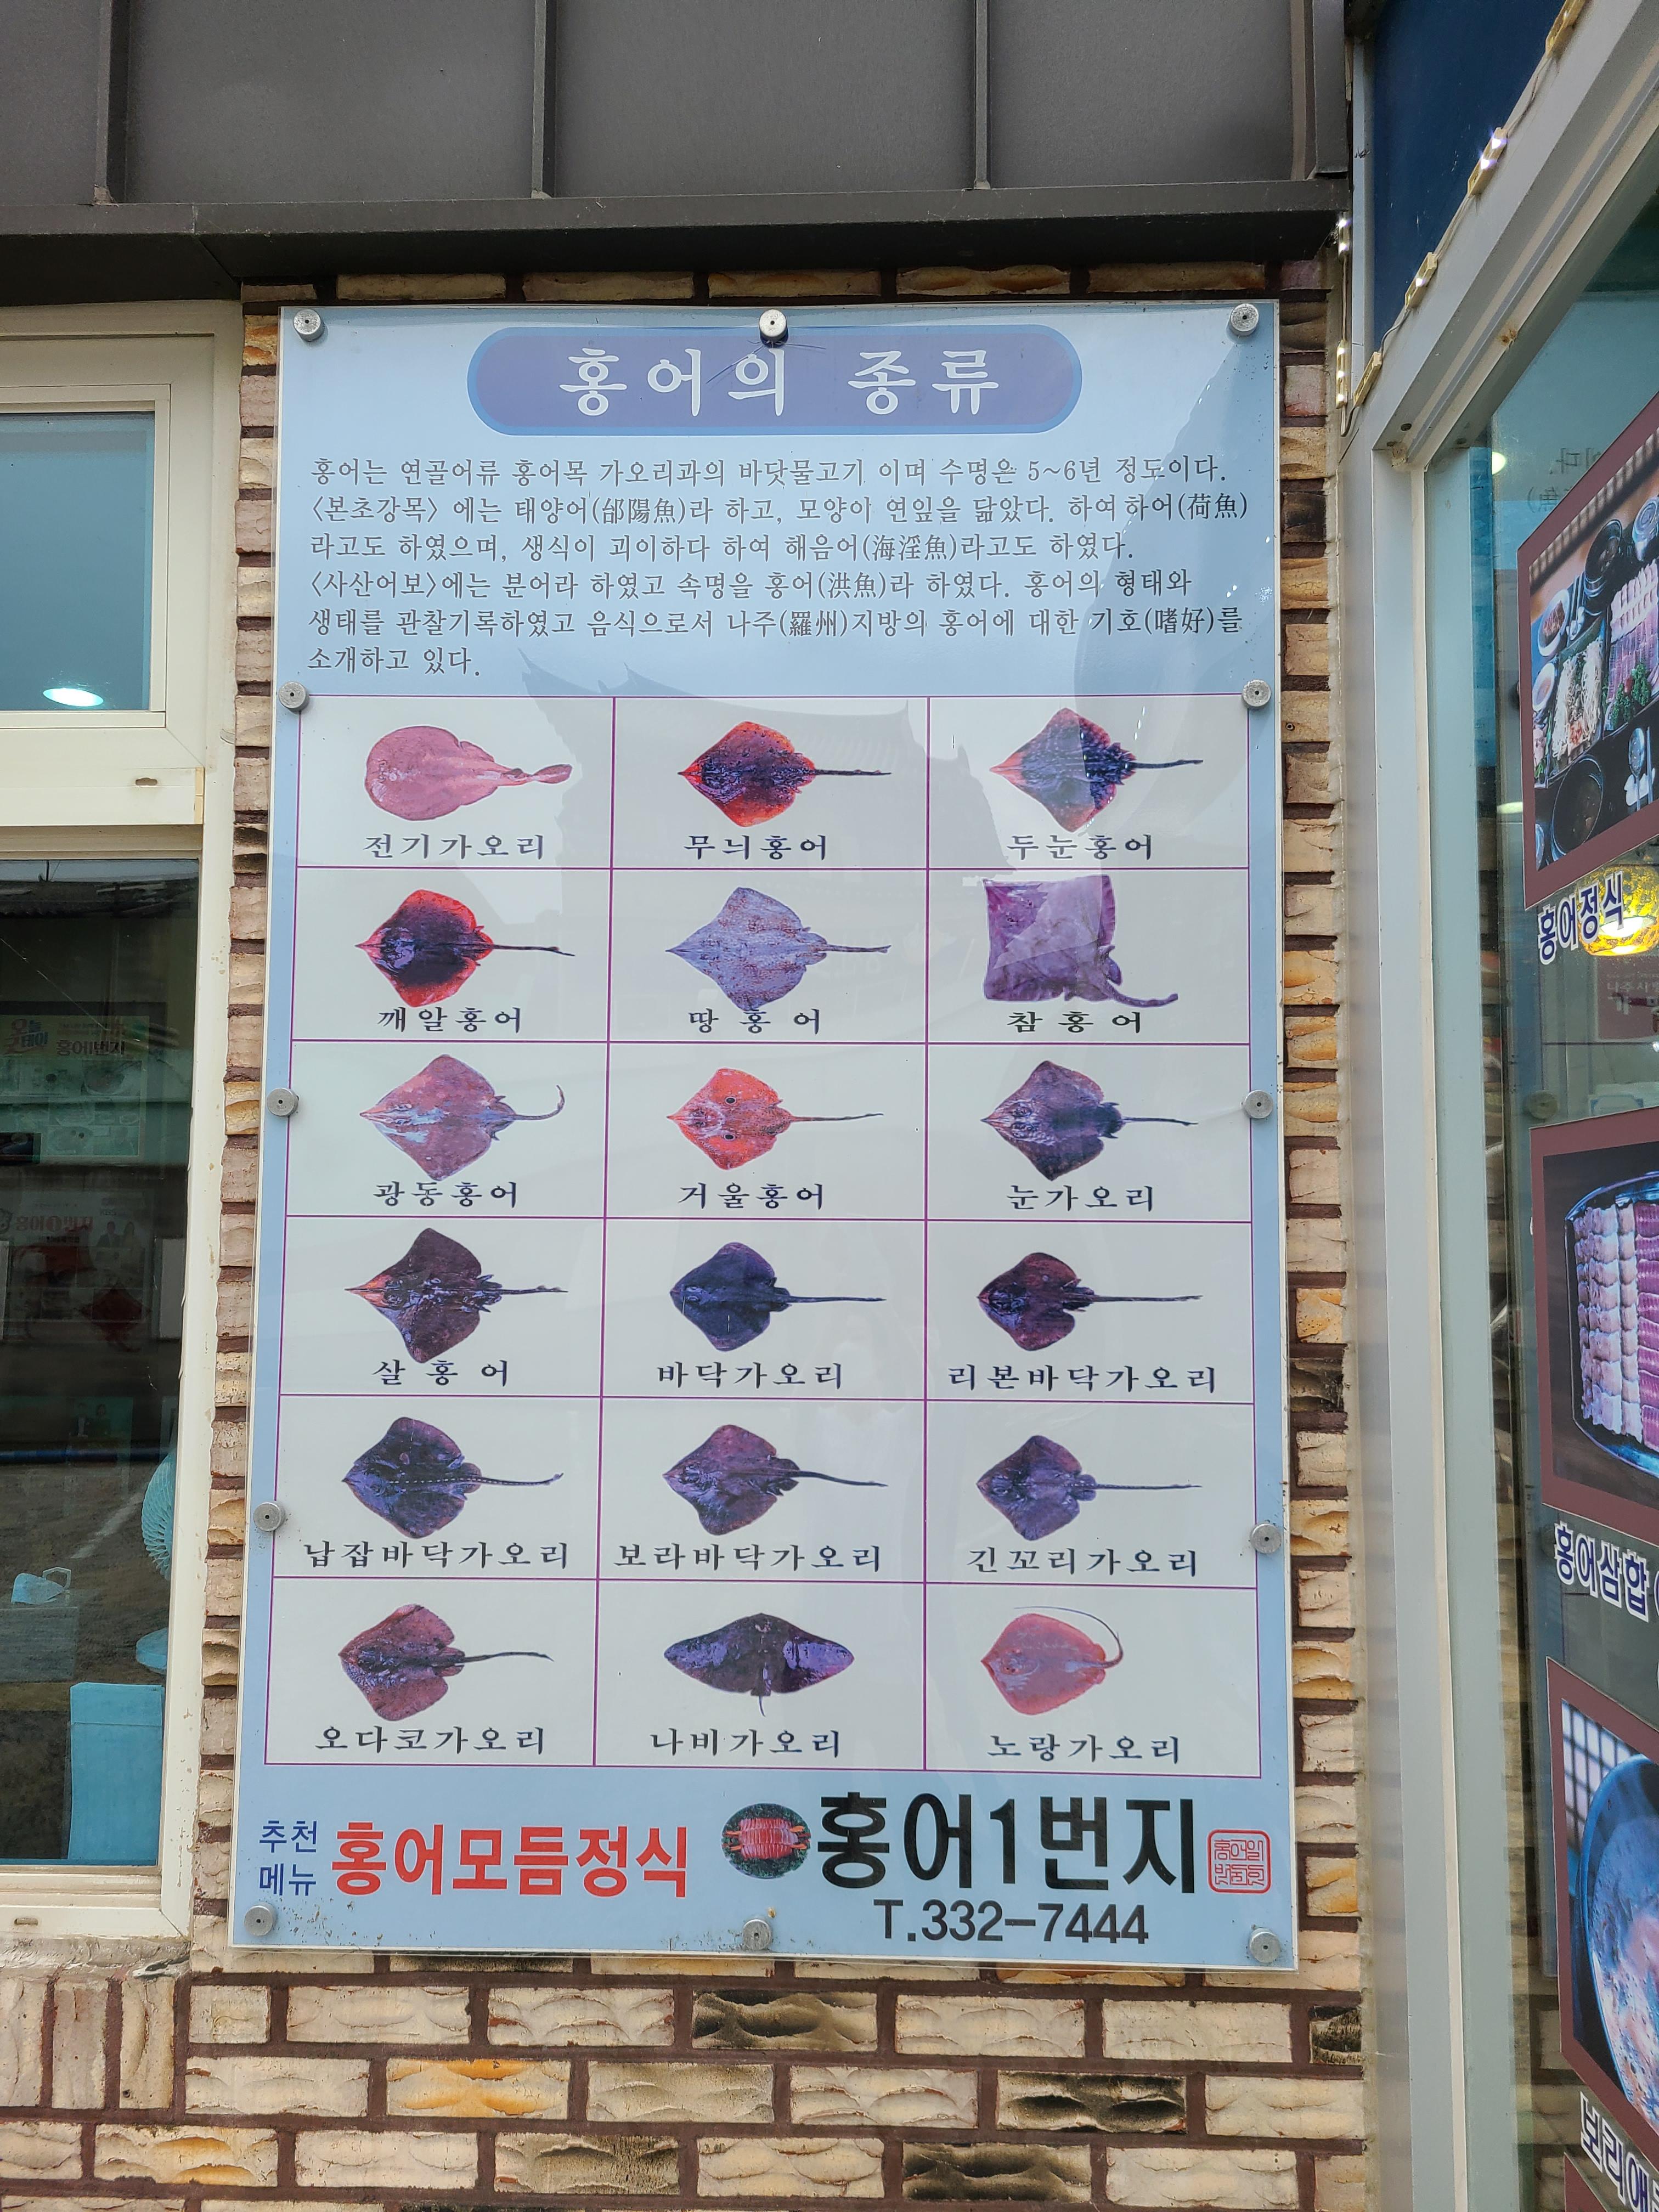 홍어의 종류
홍어는 연골어류 홍어목 가오리과의 바닷물고기 이며 수명은 5~6년 정도이다.
〈본초강목〉 에는 태양어(邰陽魚)라 하고, 모양아 연잎을 닮았다. 하여하어(荷魚)
라고도 하였으며, 생식이 괴이하다 하여 해음어(海淫魚)라고도 하였다.
〈사산어보〉에는 분어라 하였고 속명을 홍어(洪魚)라 하였다. 홍어의 형태와
생태를 관찰기록하였고 음식으로서 나주(羅州)지방의 홍어에 대한 기호(嗜好)를
소개하고 있다.
전기가오리 무늬홍어 두눈홍어
깨알홍어 땅홍어 참홍어
광동홍어 거울홍어 눈가오리
살홍어 바닥가오리 리본바닥가오리
납잡바닥가오리 보라바닥가오리 긴꼬리가오리
오다코가오리 나비가오리 노랑가오리
추천
메뉴
홍어모듬정식
홍어1번지
T.332-7444
홍어정식
홍어삼합
보리애